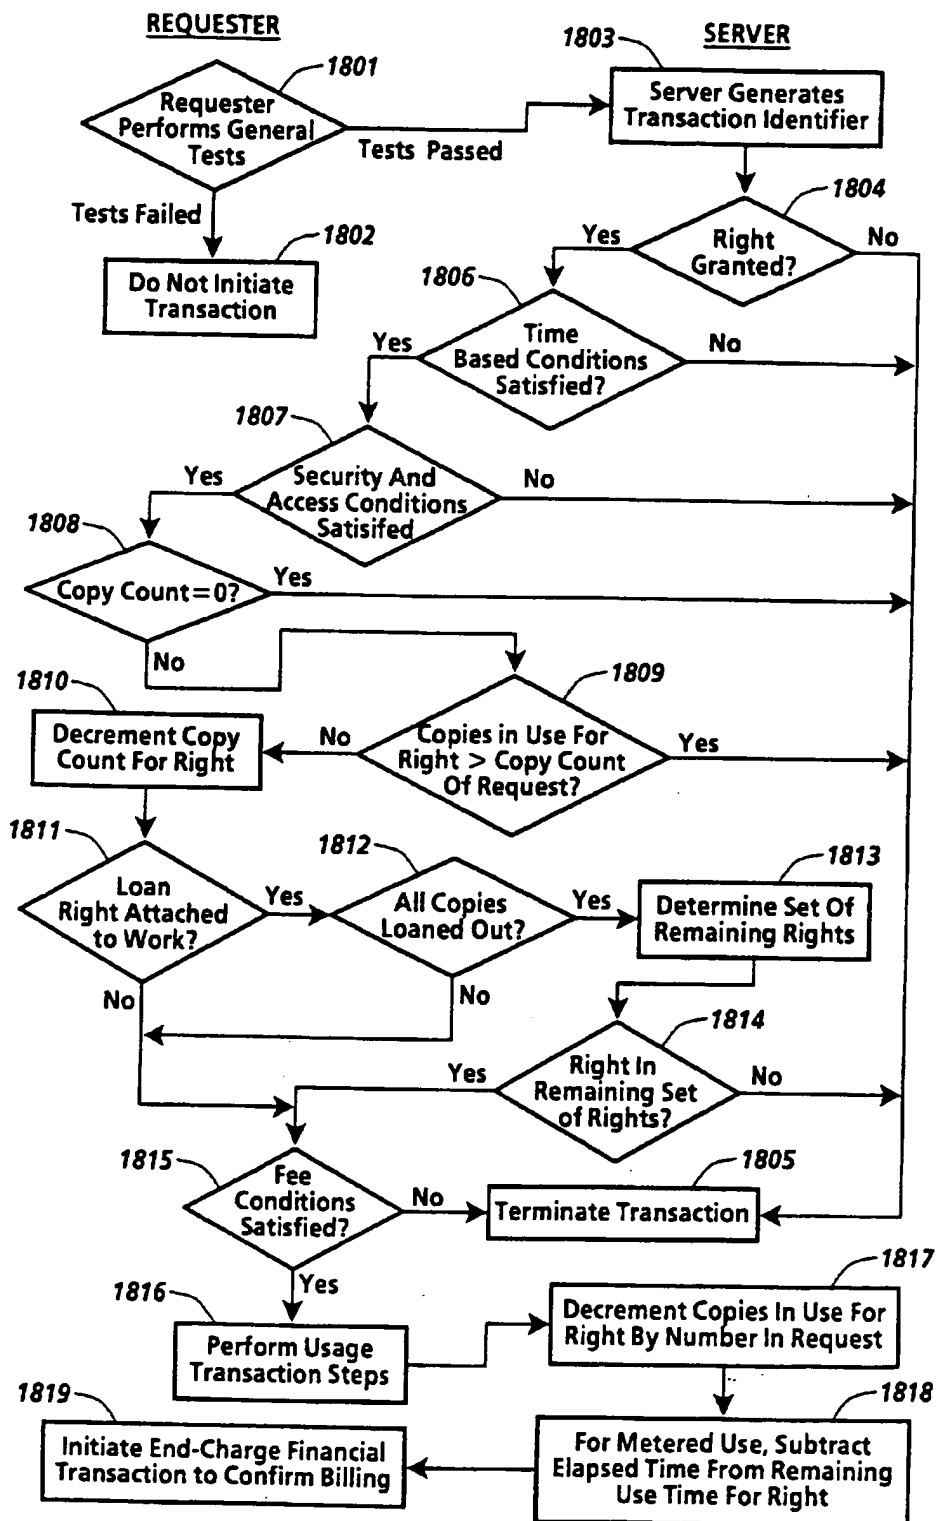 REQUESTER
SERVER
1801
1803
Requester
Performs General
Tests
Tests Passed
Server Generates
Transaction Identifier
Tests Failed
1802
Do Not Initiate
Transaction
1804
Yes
Right
Granted?
No
1806
Yes
Time
Based Conditions
Satisfied?
No
1807
Yes
Security And
Access Conditions
Satisifed
No
1808
Copy Count=0?
Yes
No
1809
1810
Decrement Copy
Count For Right
No
Copies in Use For
Right > Copy Count
Of Request?
Yes
1811
Loan
Right Attached
to Work?
Yes
No
1812
All Copies
Loaned Out?
Yes
No
1813
Determine Set Of
Remaining Rights
1814
Yes
Right In
Remaining Set
of Rights?
No
1815
Fee
Conditions
Satisfied?
No
Yes
1805
Terminate Transaction
1816
Perform Usage
Transaction Steps
1817
Decrement Copies In Use For
Right By Number In Request
1818
For Metered Use, Subtract
Elapsed Time From Remaining
Use Time For Right
1819
Initiate End-Charge Financial
Transaction to Confirm Billing